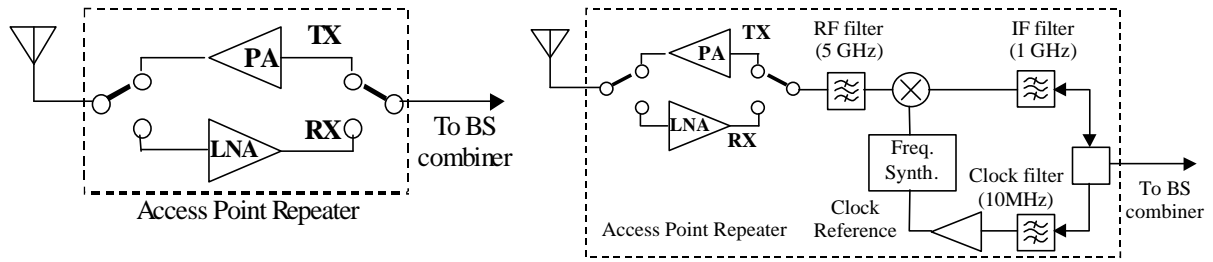 TX
PA
LNA
RX
To BS
combiner
Access Point Repeater
TX
PA
LNA
RX
RF filter
(5 GHz)
IF filter
(1 GHz)
Freq.
Synth.
Clock filter
(10MHz)
Clock
Reference
To BS
combiner
Access Point Repeater